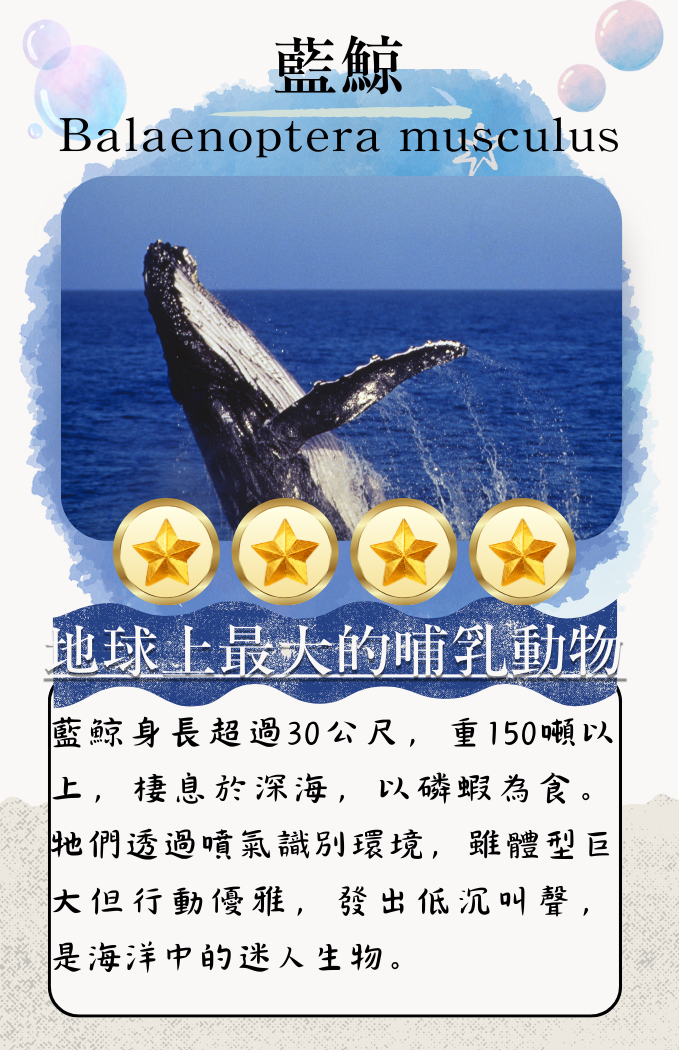 藍鯨
Balaenoptera musculus
地球上最大的哺乳動物
藍鯨身長超過30公尺，重150噸以
上，棲息於深海，以磷蝦為食。
牠們透過噴氣識別環境，雖體型巨
大但行動優雅，發出低沉叫聲，
是海洋中的迷人生物。